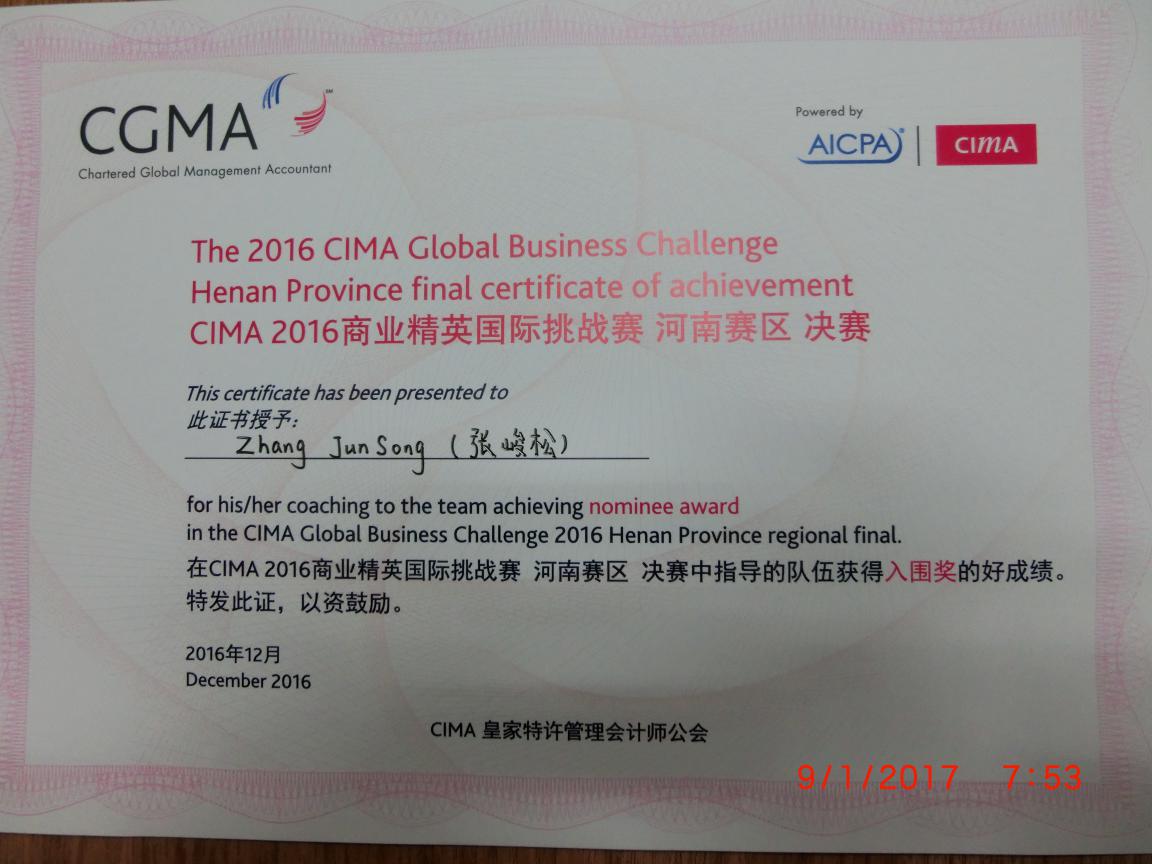 CGMA
SM
Chartered Global Management Accountant
Powered by
AICPA® | CIMA
The 2016 CIMA Global Business Challenge
Henan Province final certificate of achievement
CIMA 2016商业精英国际挑战赛 河南赛区 决赛
This certificate has been presented to
此证书授予:
Zhang JunSong (张峻松)
for his/her coaching to the team achieving nominee award
in the CIMA Global Business Challenge 2016 Henan Province regional final.
在CIMA 2016商业精英国际挑战赛 河南赛区 决赛中指导的队伍获得入围奖的好成绩。
特发此证，以资鼓励。
2016年12月
December 2016
CIMA 皇家特许管理会计师公会
9/1/2017 7:53